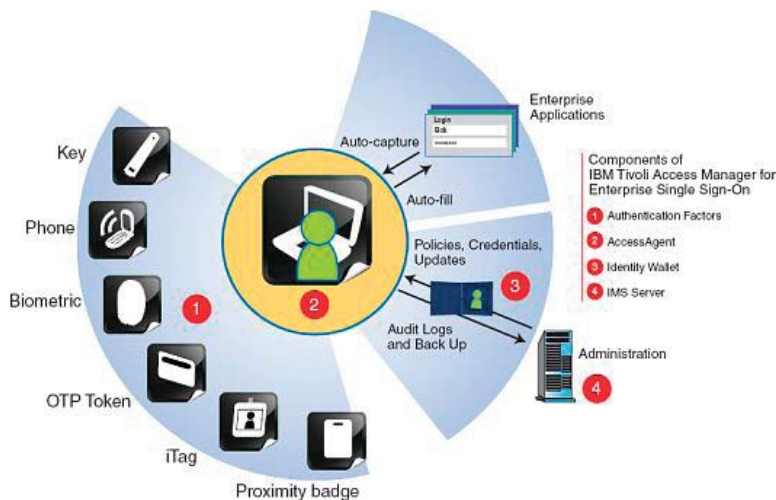 Key
Phone
Biometric
OTP Token
iTag
Proximity badge
1
2
Auto-capture
Auto-fill
Login
Enterprise
Applications
Policies, Credentials,
Updates
3
Audit Logs
and Back Up
Administration
4
Components of
IBM Tivoli Access Manager for
Enterprise Single Sign-On
1 Authentication Factors
2 AccessAgent
3 Identity Wallet
4 IMS Server